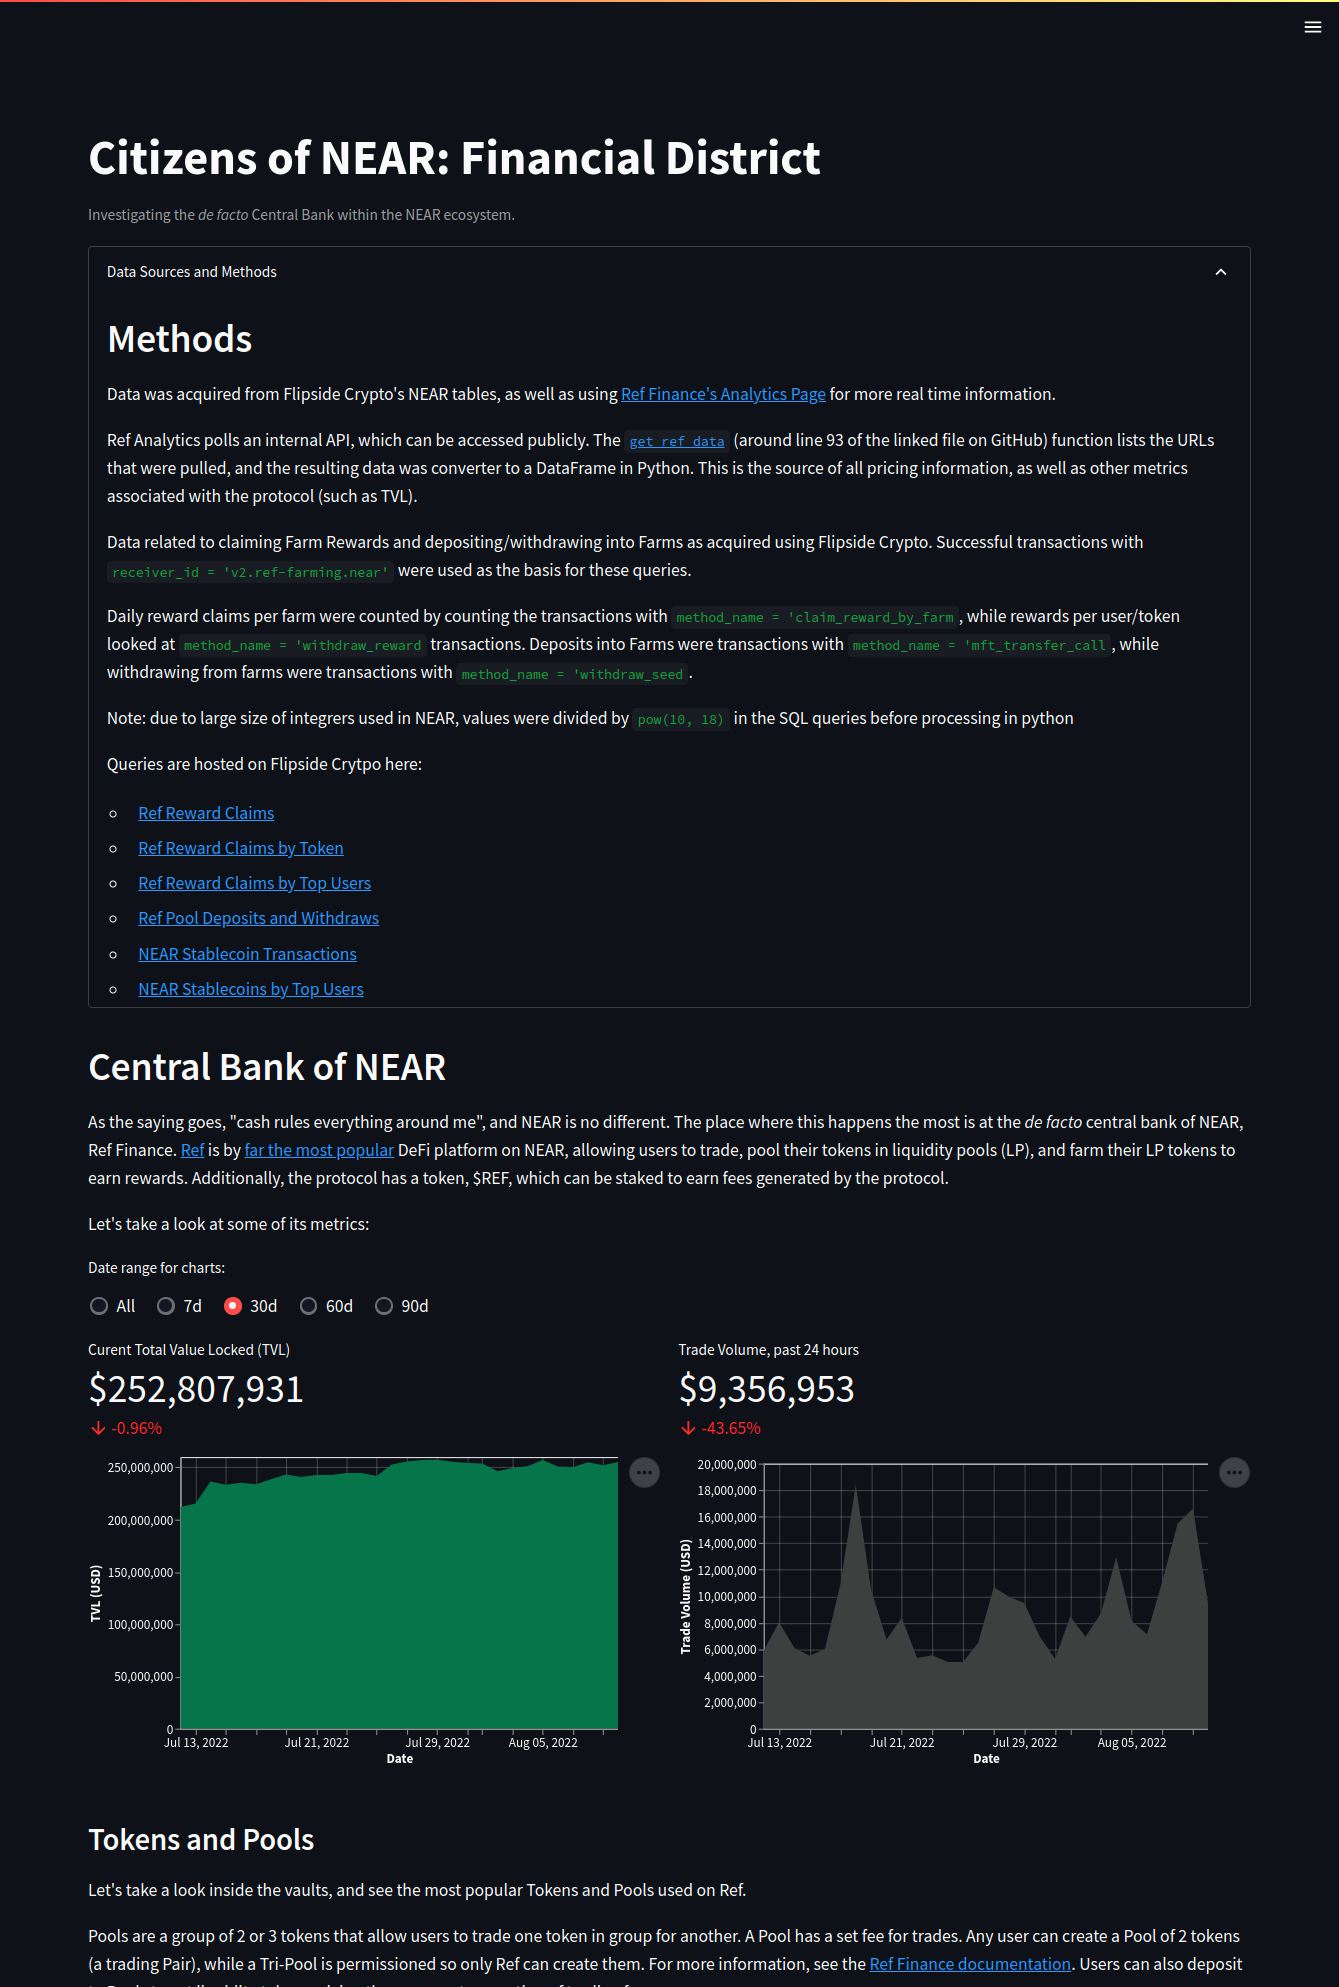 Citizens of NEAR: Financial District
Investigating the de facto Central Bank within the NEAR ecosystem.
Data Sources and Methods
Methods
Data was acquired from Flipside Crypto's NEAR tables, as well as using Ref Finance's Analytics Page for more real time information.
Ref Analytics polls an internal API, which can be accessed publicly. The get_ref_data (around line 93 of the linked file on GitHub) function lists the URLs
that were pulled, and the resulting data was converter to a DataFrame in Python. This is the source of all pricing information, as well as other metrics
associated with the protocol (such as TVL).
Data related to claiming Farm Rewards and depositing/withdrawing into Farms as acquired using Flipside Crypto. Successful transactions with
receiver_id = 'v2.ref-farming.near' were used as the basis for these queries.
Daily reward claims per farm were counted by counting the transactions with method_name = 'claim_reward_by_farm , while rewards per user/token
looked at method_name = 'withdraw_reward transactions. Deposits into Farms were transactions with method_name = 'mft_transfer_call , while
withdrawing from farms were transactions with method_name = 'withdraw_seed .
Note: due to large size of integrers used in NEAR, values were divided by pow(10, 18) in the SQL queries before processing in python
Queries are hosted on Flipside Crytpo here:
Ref Reward Claims
Ref Reward Claims by Token
Ref Reward Claims by Top Users
Ref Pool Deposits and Withdraws
NEAR Stablecoin Transactions
NEAR Stablecoins by Top Users
Central Bank of NEAR
As the saying goes, "cash rules everything around me", and NEAR is no different. The place where this happens the most is at the de facto central bank of NEAR,
Ref Finance. Ref is by far the most popular DeFi platform on NEAR, allowing users to trade, pool their tokens in liquidity pools (LP), and farm their LP tokens to
earn rewards. Additionally, the protocol has a token, $REF, which can be staked to earn fees generated by the protocol.
Let's take a look at some of its metrics:
Date range for charts:
All 7d 30d 60d 90d
Curent Total Value Locked (TVL)
$252,807,931
-0.96%
250,000,000
200,000,000
150,000,000
100,000,000
50,000,000
0
TVL (USD)
Jul 13, 2022 Jul 21, 2022 Jul 29, 2022 Aug 05, 2022
Date
Trade Volume, past 24 hours
$9,356,953
-43.65%
20,000,000
18,000,000
16,000,000
14,000,000
12,000,000
10,000,000
8,000,000
6,000,000
4,000,000
2,000,000
0
Trade Volume (USD)
Jul 13, 2022 Jul 21, 2022 Jul 29, 2022 Aug 05, 2022
Date
Tokens and Pools
Let's take a look inside the vaults, and see the most popular Tokens and Pools used on Ref.
Pools are a group of 2 or 3 tokens that allow users to trade one token in group for another. A Pool has a set fee for trades. Any user can create a Pool of 2 tokens
(a trading Pair), while a Tri-Pool is permissioned so only Ref can create them. For more information, see the Ref Finance documentation. Users can also deposit